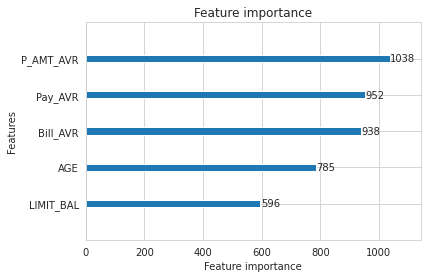 Feature importance
P_AMT_AVR 1038
Pay_AVR 952
Bill_AVR 938
AGE 785
LIMIT_BAL 596
Features
0 200 400 600 800 1000
Feature importance